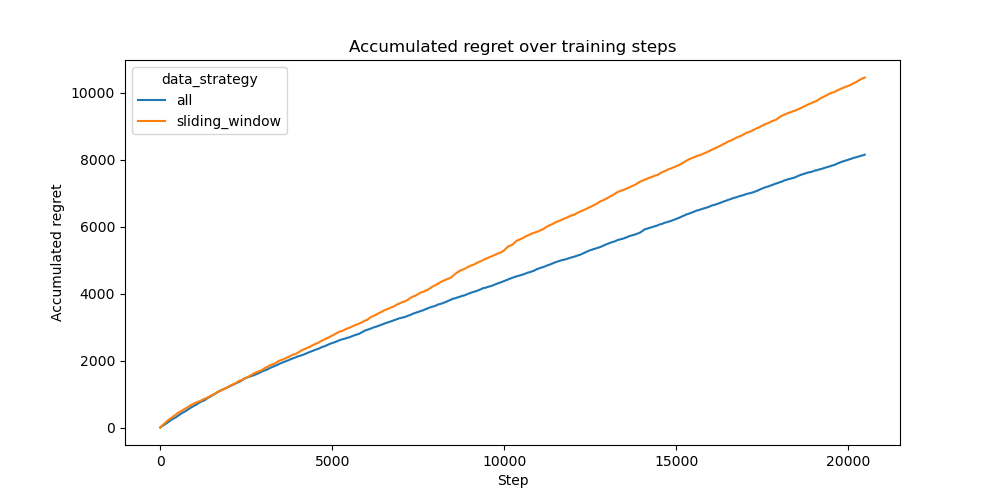 Accumulated regret over training steps
data_strategy
all
sliding_window
Accumulated regret
10000
8000
6000
4000
2000
0
0 5000 10000 15000 20000
Step